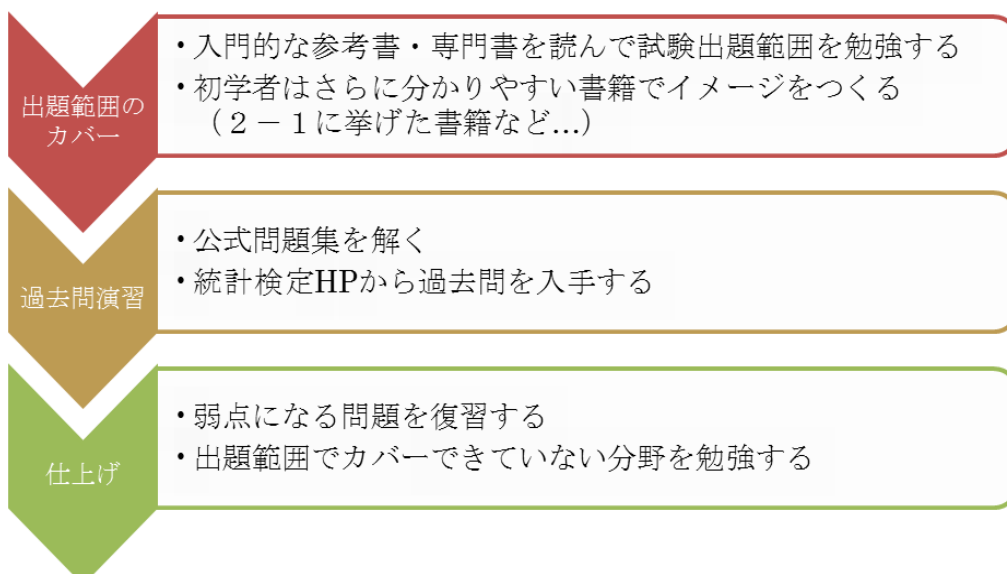 出題範囲の
カバー
・入門的な参考書・専門書を読んで試験出題範囲を勉強する
・初学者はさらに分かりやすい書籍でイメージをつくる
（２－１に挙げた書籍など…）
過去問演習
・公式問題集を解く
・統計検定HPから過去問を入手する
仕上げ
・弱点になる問題を復習する
・出題範囲でカバーできていない分野を勉強する